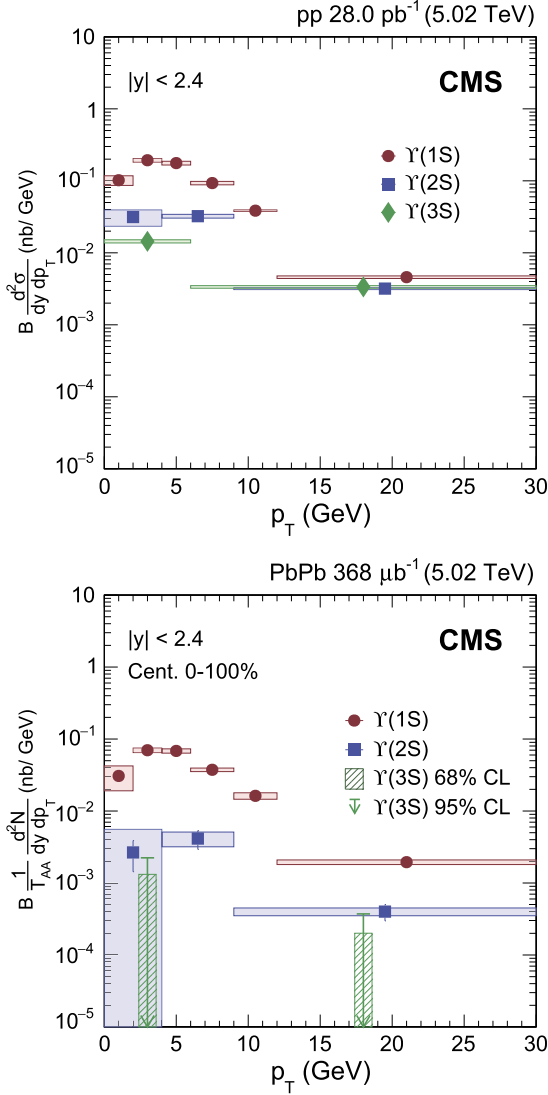 pp 28.0 pb⁻¹ (5.02 TeV)
10
|y| < 2.4
CMS
1
ϒ(1S)
ϒ(2S)
ϒ(3S)
10⁻¹
10⁻²
10⁻³
10⁻⁴
10⁻⁵
B d²σ / dy dp_T (nb/ GeV)
0 5 10 15 20 25 30
p_T (GeV)
PbPb 368 μb⁻¹ (5.02 TeV)
10
|y| < 2.4
CMS
Cent. 0-100%
1
ϒ(1S)
ϒ(2S)
ϒ(3S) 68% CL
ϒ(3S) 95% CL
10⁻¹
10⁻²
10⁻³
10⁻⁴
10⁻⁵
B 1/T_AA d²N / dy dp_T (nb/ GeV)
0 5 10 15 20 25 30
p_T (GeV)